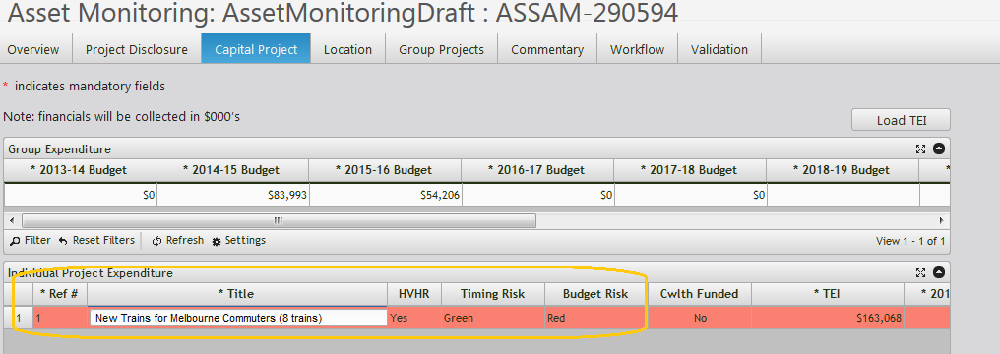 Asset Monitoring: AssetMonitoringDraft : ASSAM-290594
Overview Project Disclosure Capital Project Location Group Projects Commentary Workflow Validation
* indicates mandatory fields
Note: financials will be collected in $000's
Load TEI
Group Expenditure
* 2013-14 Budget * 2014-15 Budget * 2015-16 Budget * 2016-17 Budget * 2017-18 Budget * 2018-19 Budget *
$0 $83,993 $54,206 $0 $0
Filter Reset Filters Refresh Settings View 1 - 1 of 1
Individual Project Expenditure
* Ref # * Title HVHR Timing Risk Budget Risk Cwlth Funded * TEI * 201
1 1 New Trains for Melbourne Commuters (8 trains) Yes Green Red No $163,068